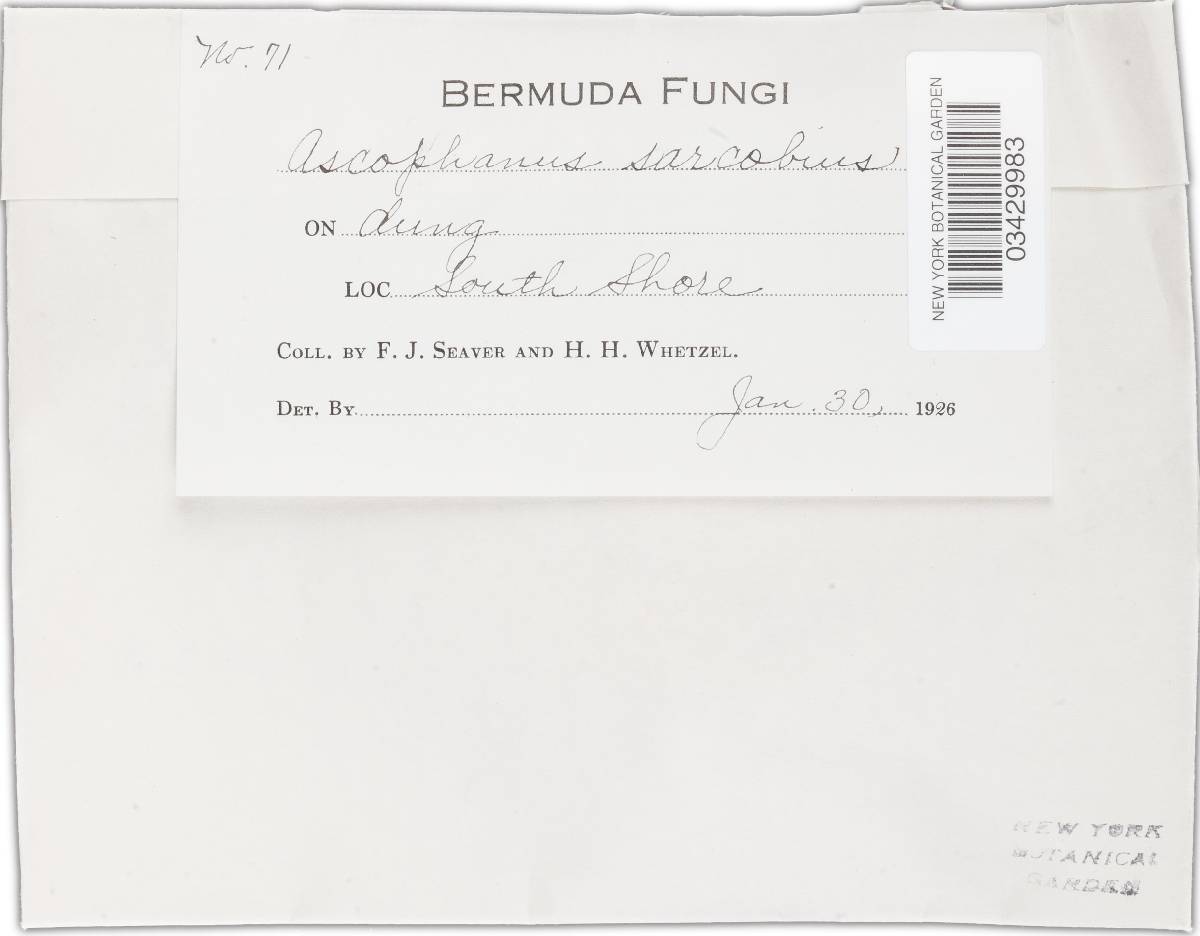 No. 71
BERMUDA FUNGI
Ascophanus sarcobius
ON dung
LOC South Shore
COLL. BY F. J. SEAVER AND H. H. WHETZEL.
DET. BY Jan. 30, 1926
NEW YORK BOTANICAL GARDEN
03429983
NEW YORK
BOTANICAL
GARDEN